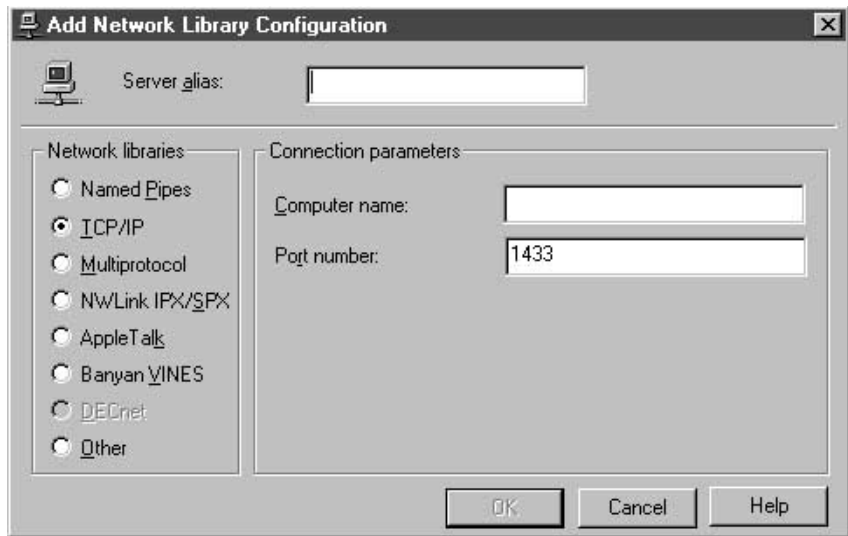 Add Network Library Configuration
Server alias:
Network libraries
Named Pipes
TCP/IP
Multiprotocol
NWLink IPX/SPX
AppleTalk
Banyan VINES
DECnet
Other
Connection parameters
Computer name:
Port number: 1433
OK Cancel Help